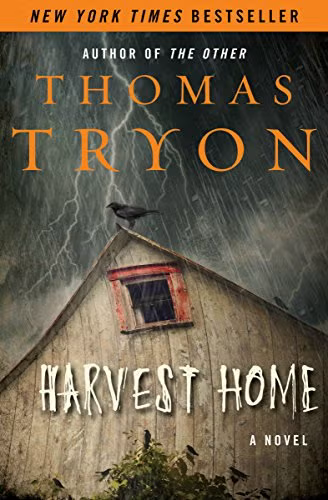 NEW YORK TIMES BESTSELLER
AUTHOR OF THE OTHER
THOMAS
TRYON
HARVEST HOME
A NOVEL